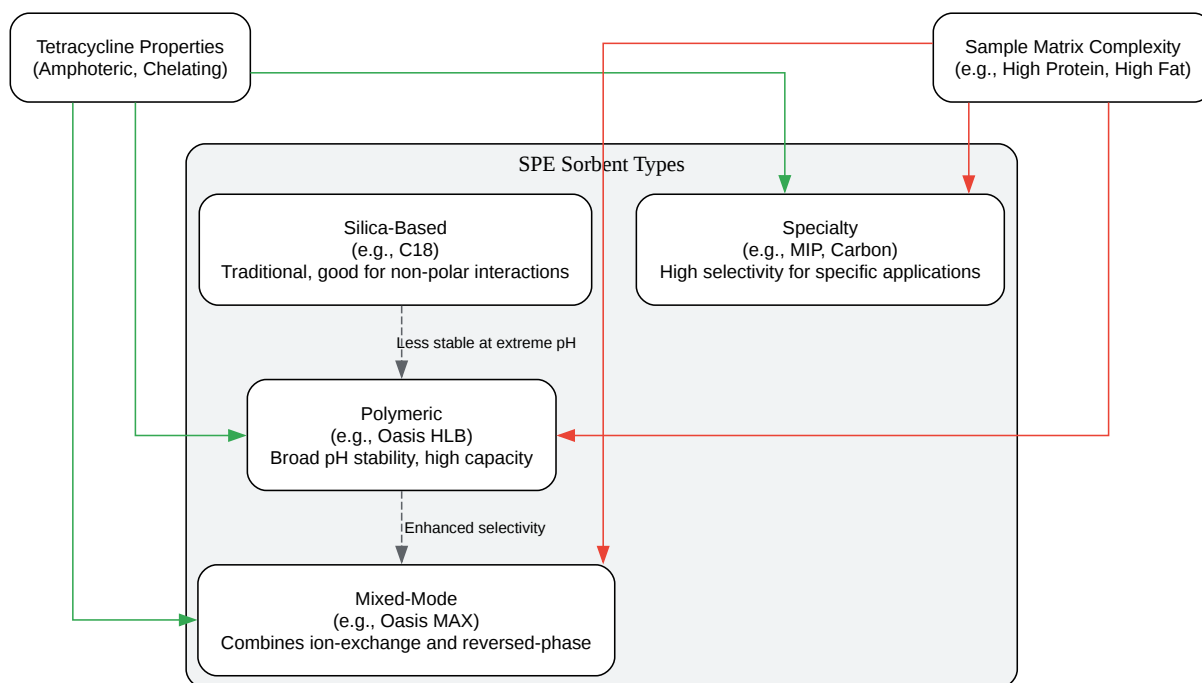 Tetracycline Properties
(Amphoteric, Chelating)
Sample Matrix Complexity
(e.g., High Protein, High Fat)
SPE Sorbent Types
Silica-Based
(e.g., C18)
Traditional, good for non-polar interactions
Specialty
(e.g., MIP, Carbon)
High selectivity for specific applications
Less stable at extreme pH
Polymeric
(e.g., Oasis HLB)
Broad pH stability, high capacity
Enhanced selectivity
Mixed-Mode
(e.g., Oasis MAX)
Combines ion-exchange and reversed-phase